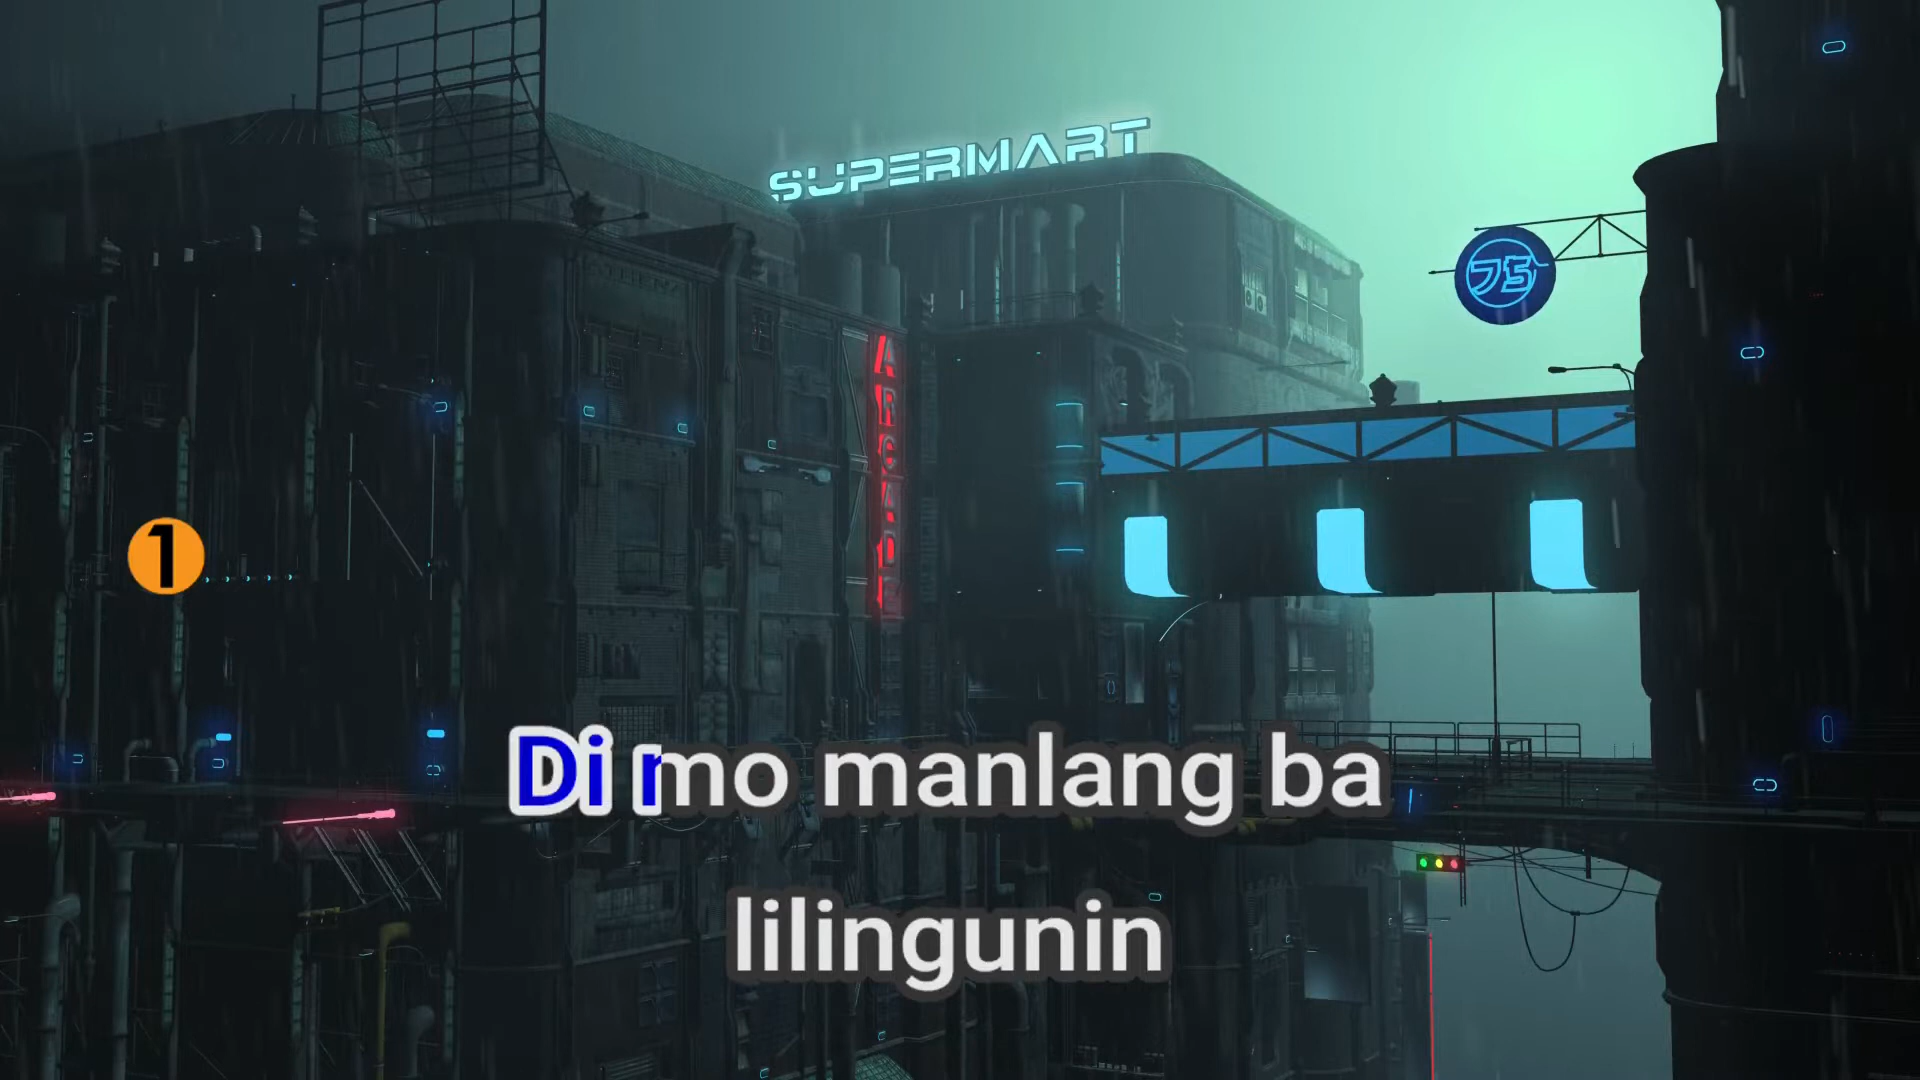 SUPERMART
75
ARCADE
1
Di mo manlang ba
lilingunin